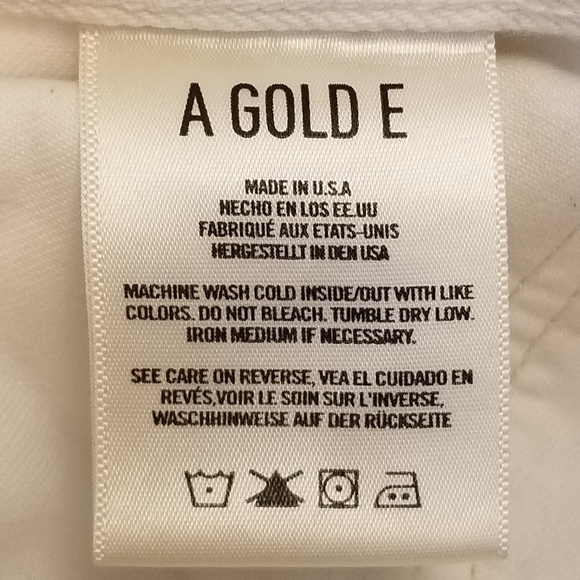 A GOLD E
MADE IN U.S.A
HECHO EN LOS EE.UU
FABRIQUÉ AUX ETATS-UNIS
HERGESTELLT IN DEN USA
MACHINE WASH COLD INSIDE/OUT WITH LIKE
COLORS. DO NOT BLEACH. TUMBLE DRY LOW.
IRON MEDIUM IF NECESSARY.
SEE CARE ON REVERSE, VEA EL CUIDADO EN
REVÉS,VOIR LE SOIN SUR L'INVERSE,
WASCHHINWEISE AUF DER RÜCKSEITE